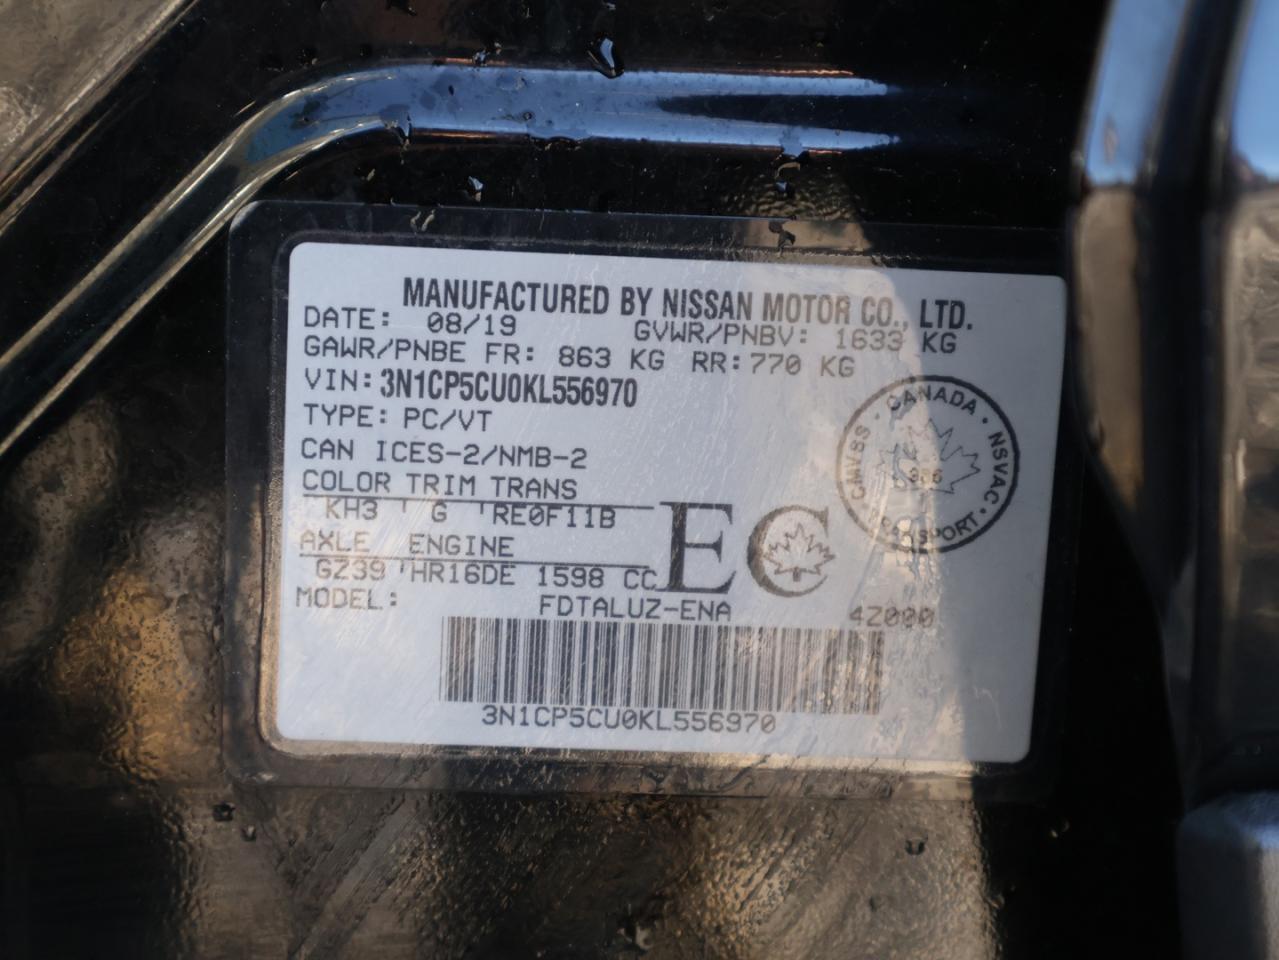 MANUFACTURED BY NISSAN MOTOR CO., LTD.
DATE: 08/19 GVWR/PNBV: 1633 KG
GAWR/PNBE FR: 863 KG RR: 770 KG
VIN: 3N1CP5CU0KL556970
TYPE: PC/VT
CAN ICES-2/NMB-2
COLOR TRIM TRANS
KH3 G RE0F11B
AXLE ENGINE
GZ39 HR16DE 1598 CC
EC
CANADA · NSVAC · TRANSPORT · CMVSS
MODEL: FDTALUZ-ENA 4Z000
3N1CP5CU0KL556970